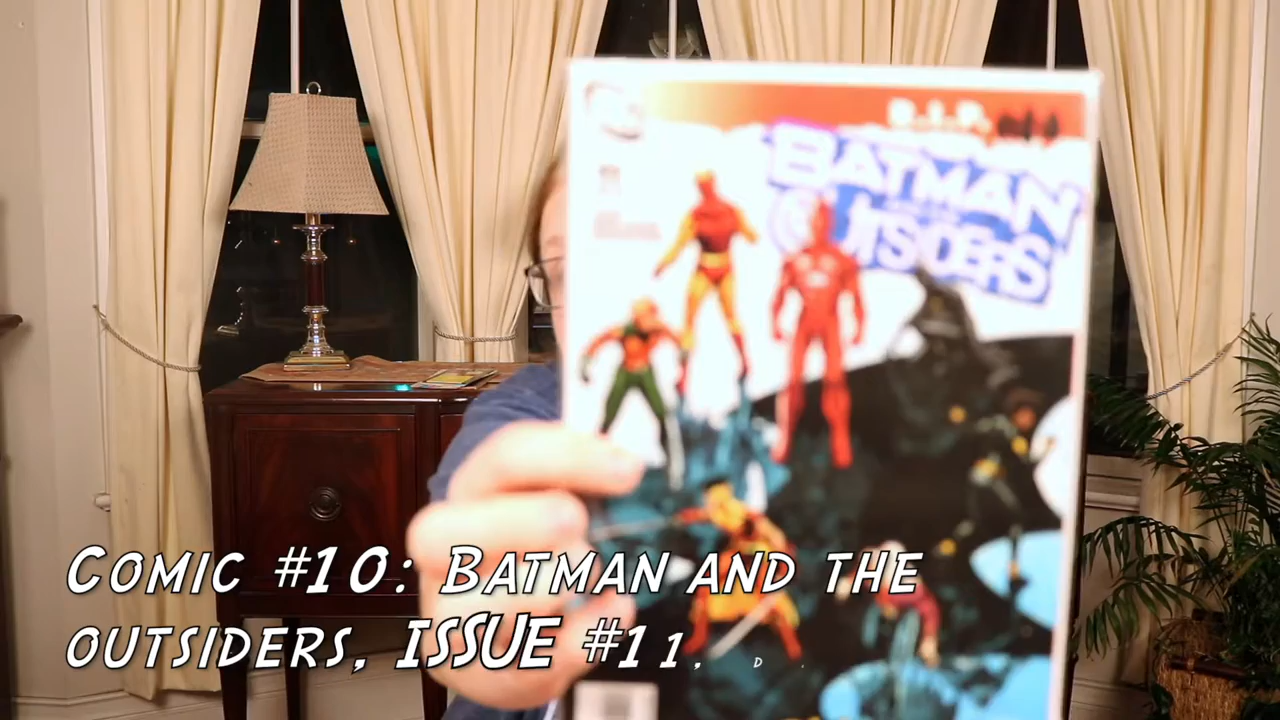 R.I.P.
BATMAN
OUTSIDERS
COMIC #10: BATMAN AND THE
OUTSIDERS, ISSUE #11, D